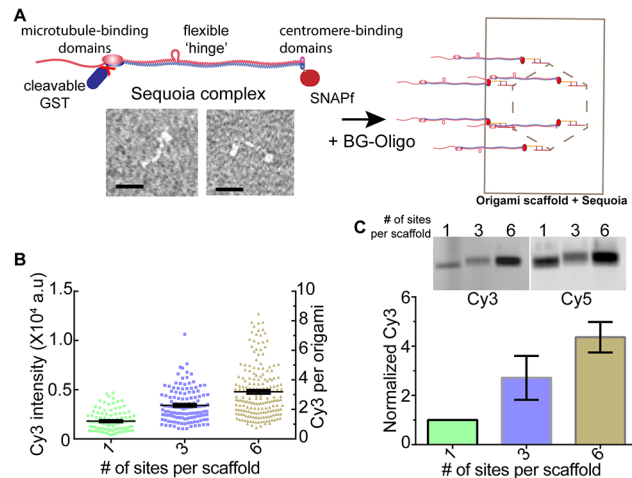 A
microtubule-binding
domains
flexible
'hinge'
centromere-binding
domains
cleavable
GST
Sequoia complex
SNAPf
+ BG-Oligo
Origami scaffold + Sequoia
B
Cy3 intensity (X10⁴ a.u)
1.5
1.0
0.5
0
10
8
6
4
2
0
Cy3 per origami
1 3 6
# of sites per scaffold
C
# of sites
per scaffold
1 3 6 1 3 6
Cy3 Cy5
Normalized Cy3
6
4
2
0
1 3 6
# of sites per scaffold